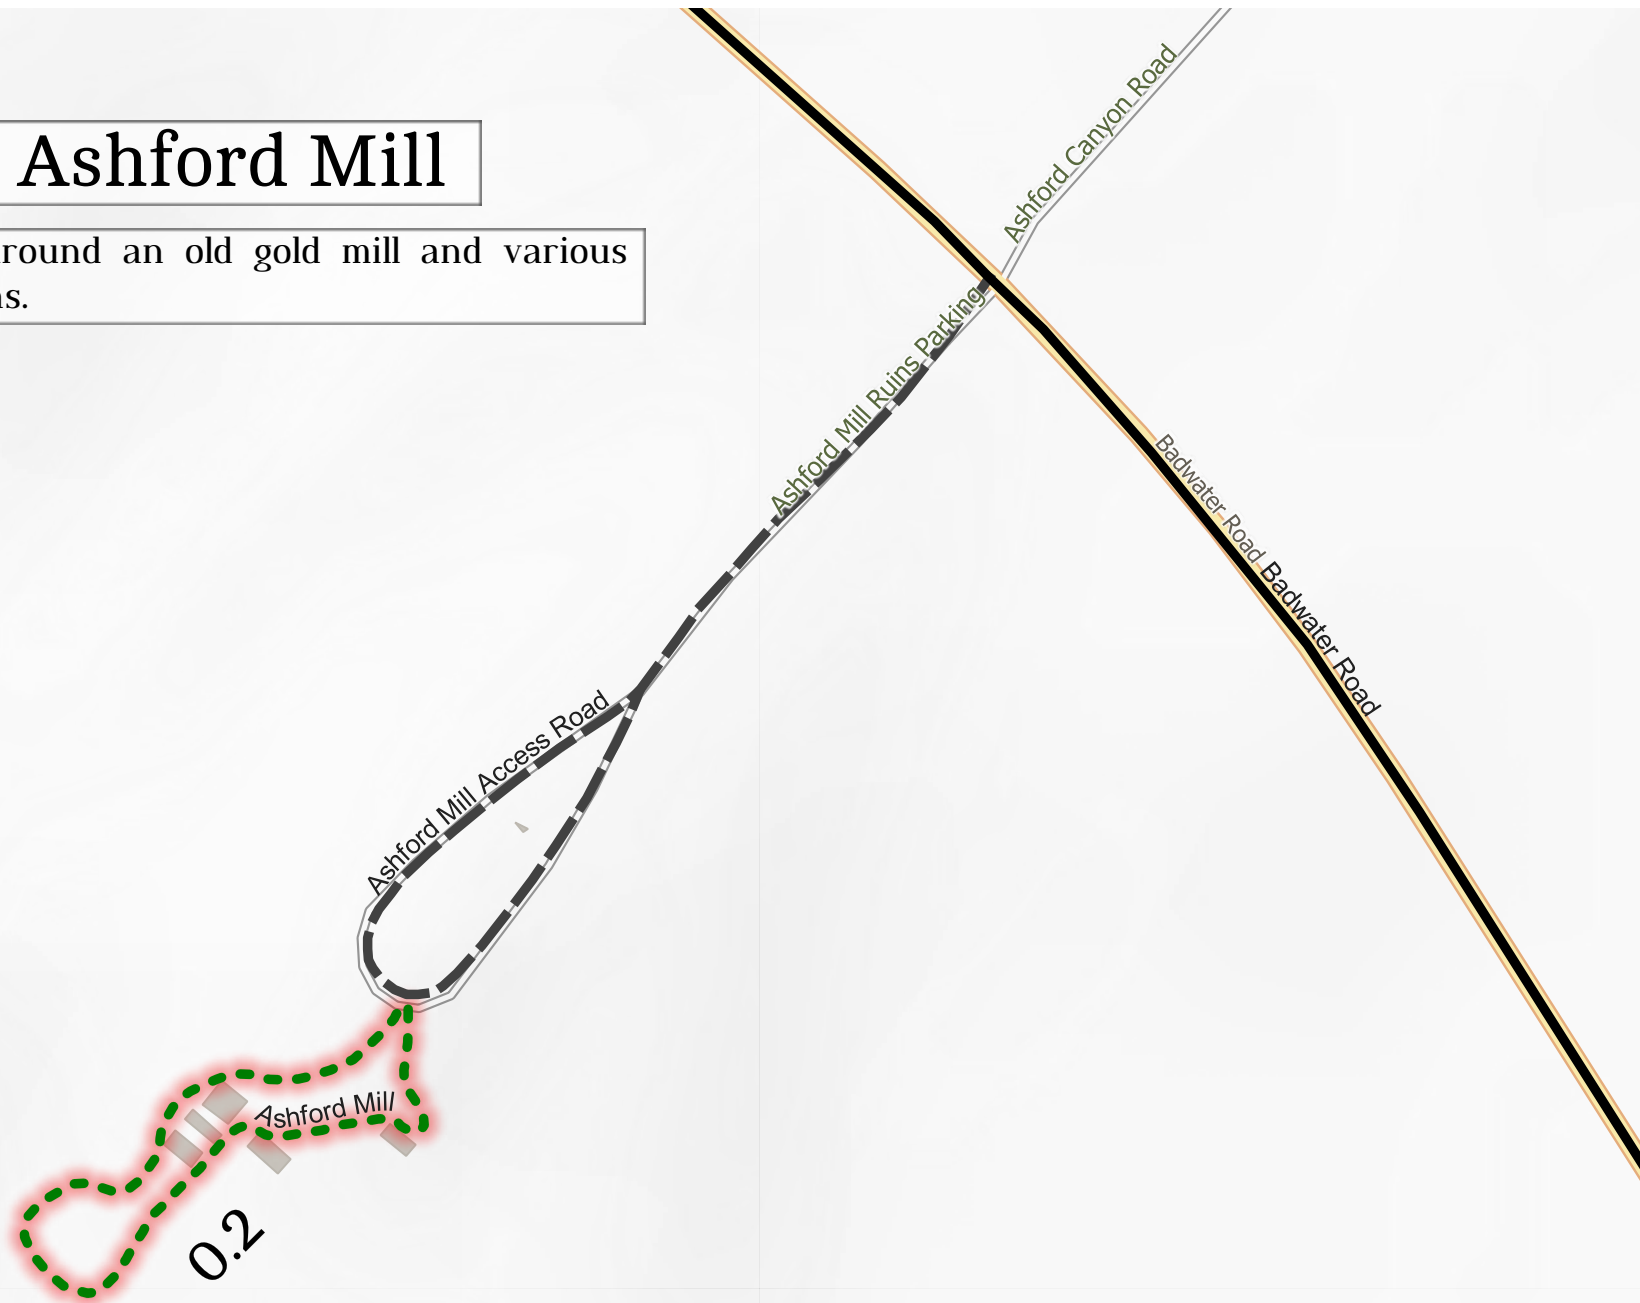 Ashford Mill
round an old gold mill and various
s.
Ashford Canyon Road
Ashford Mill Ruins Parking
Badwater Road
Badwater Road
Ashford Mill Access Road
Ashford Mill
0.2